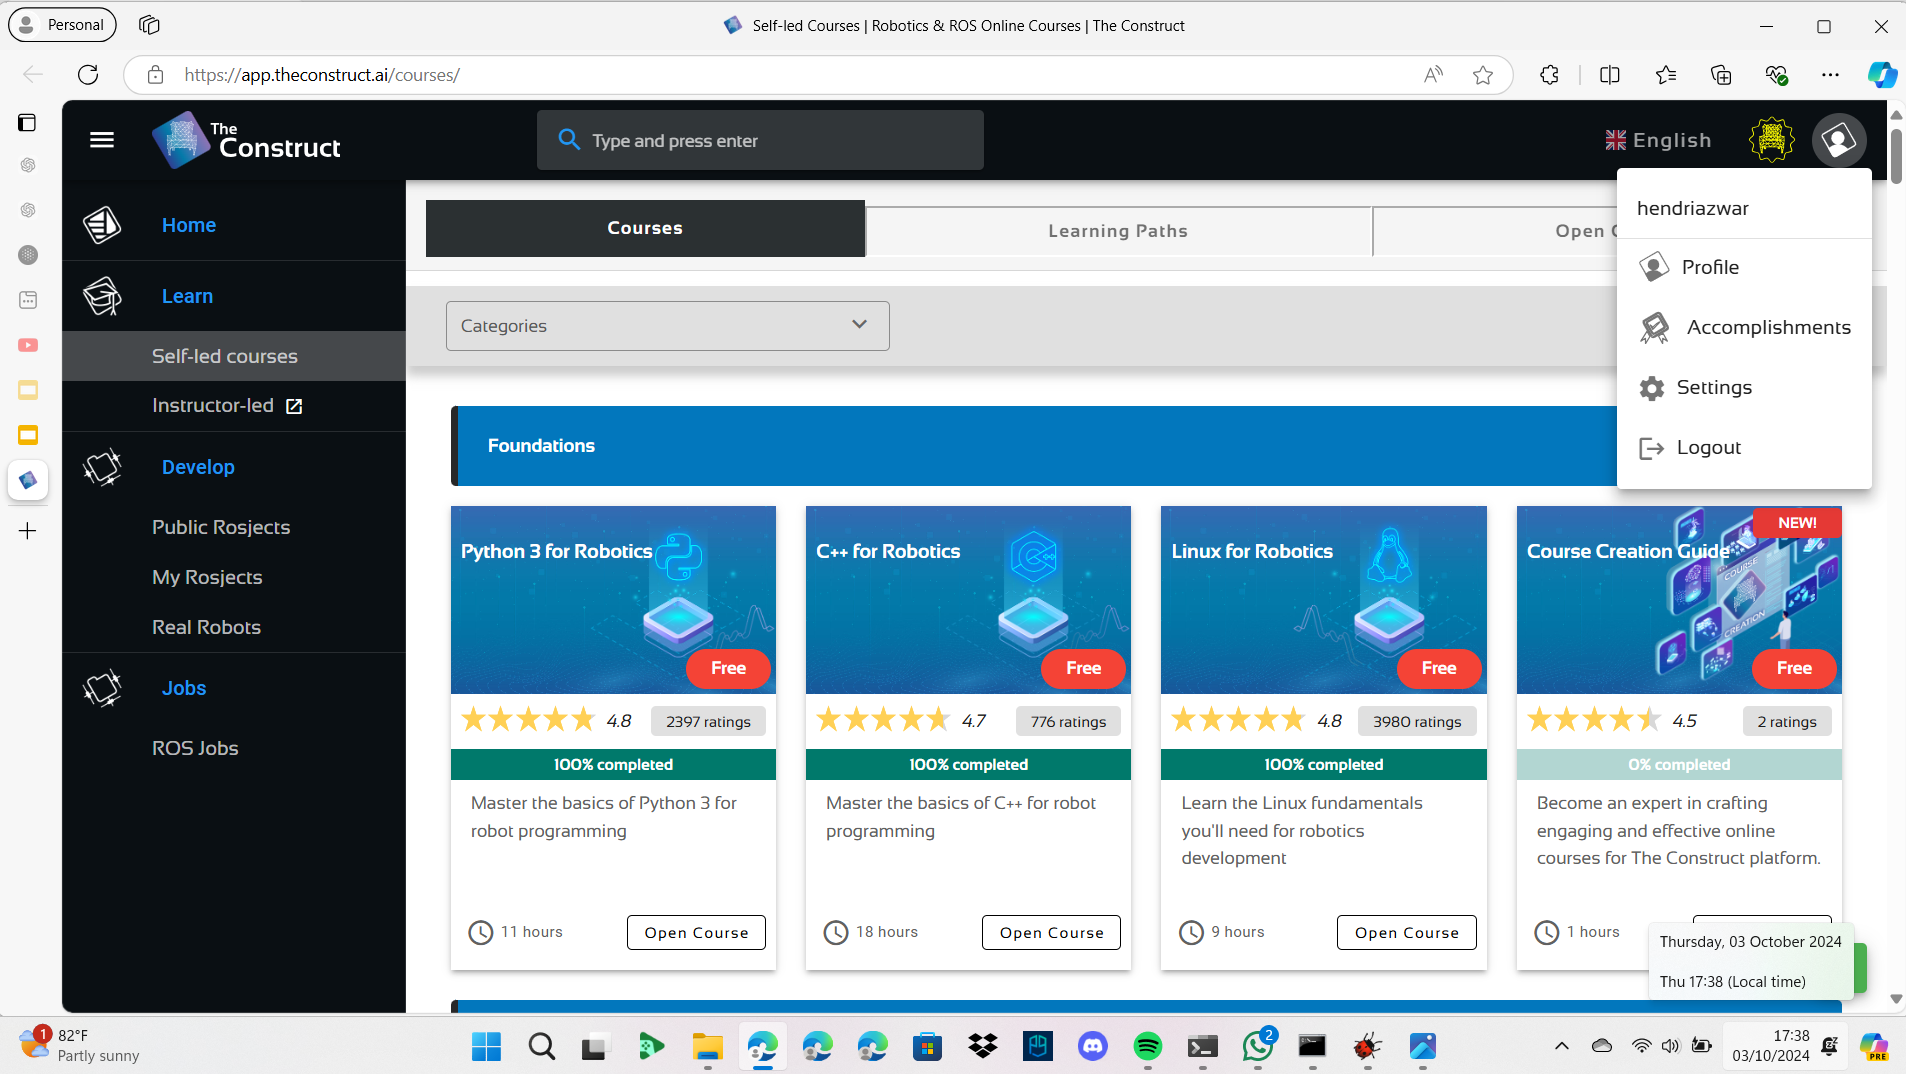 Personal
Self-led Courses | Robotics & ROS Online Courses | The Construct
https://app.theconstruct.ai/courses/
The
Construct
Type and press enter
English
hendriazwar
Profile
Accomplishments
Settings
Logout
Home
Learn
Self-led courses
Instructor-led
Develop
Public Rosjects
My Rosjects
Real Robots
Jobs
ROS Jobs
Courses
Learning Paths
Open
Categories
Foundations
Python 3 for Robotics
Free
4.8
2397 ratings
100% completed
Master the basics of Python 3 for
robot programming
11 hours
Open Course
C++ for Robotics
Free
4.7
776 ratings
100% completed
Master the basics of C++ for robot
programming
18 hours
Open Course
Linux for Robotics
Free
4.8
3980 ratings
100% completed
Learn the Linux fundamentals
you'll need for robotics
development
9 hours
Open Course
NEW!
Course Creation Guide
COURSE
CREATION
Free
4.5
2 ratings
0% completed
Become an expert in crafting
engaging and effective online
courses for The Construct platform.
1 hours
Thursday, 03 October 2024
Thu 17:38 (Local time)
1
82°F
Partly sunny
2
17:38
03/10/2024
PRE